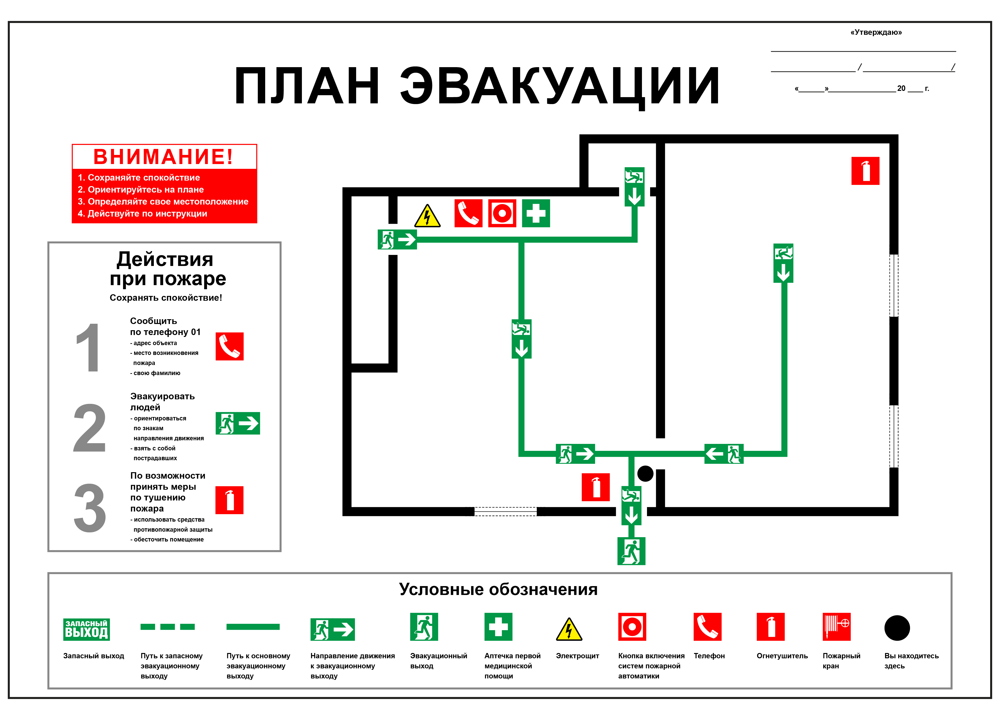 «Утверждаю»
/ /
« » 20 г.
ПЛАН ЭВАКУАЦИИ
ВНИМАНИЕ!
1. Сохраняйте спокойствие
2. Ориентируйтесь на плане
3. Определяйте свое местоположение
4. Действуйте по инструкции
Действия
при пожаре
Сохранять спокойствие!
1
Сообщить
по телефону 01
- адрес объекта
- место возникновения
пожара
- свою фамилию
2
Эвакуировать
людей
- ориентироваться
по знакам
направления движения
- взять с собой
пострадавших
3
По возможности
принять меры
по тушению
пожара
- использовать средства
противопожарной защиты
- обесточить помещение
Условные обозначения
ЗАПАСНЫЙ
ВЫХОД
Запасный выход
Путь к запасному
эвакуационному
выходу
Путь к основному
эвакуационному
выходу
Направление движения
к эвакуационному
выходу
Эвакуационный
выход
Аптечка первой
медицинской
помощи
Электрощит
Кнопка включения
систем пожарной
автоматики
Телефон
Огнетушитель
Пожарный
кран
Вы находитесь
здесь